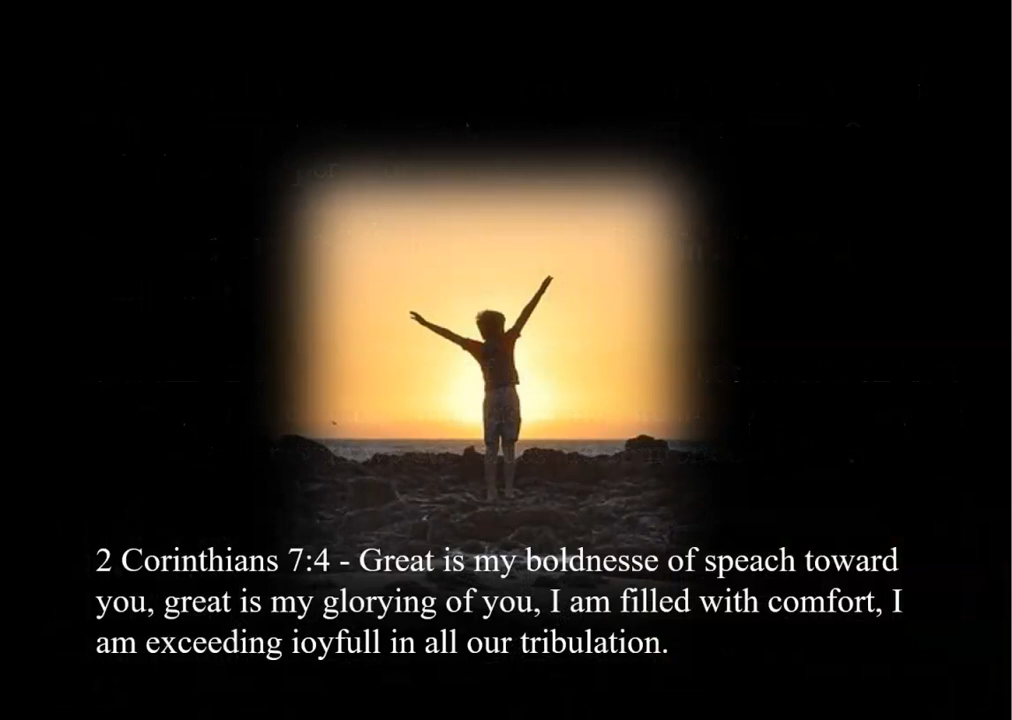 2 Corinthians 7:4 - Great is my boldnesse of speach toward
you, great is my glorying of you, I am filled with comfort, I
am exceeding ioyfull in all our tribulation.